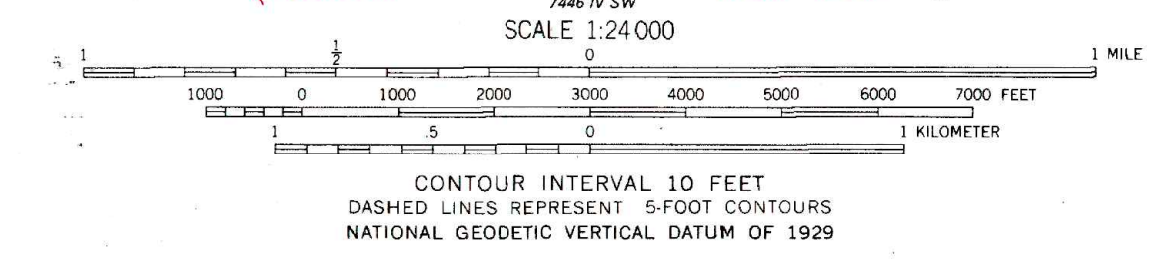 7446 IV SW
SCALE 1:24 000
1 1/2 0 1 MILE
1000 0 1000 2000 3000 4000 5000 6000 7000 FEET
1 .5 0 1 KILOMETER
CONTOUR INTERVAL 10 FEET
DASHED LINES REPRESENT 5-FOOT CONTOURS
NATIONAL GEODETIC VERTICAL DATUM OF 1929